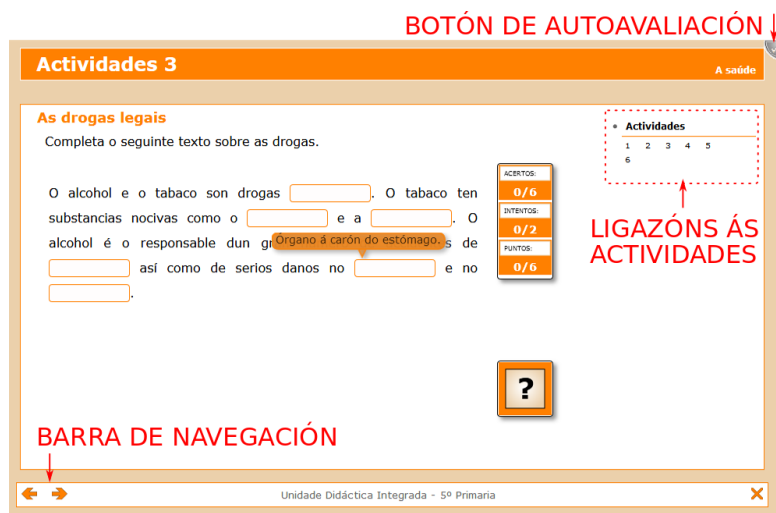 BOTÓN DE AUTOAVALIACIÓN
Actividades 3
A saúde
As drogas legais
Completa o seguinte texto sobre as drogas.
O alcohol e o tabaco son drogas . O tabaco ten
substancias nocivas como o e a . O
alcohol é o responsable dun g s de
Órgano á carón do estómago.
así como de serios danos no e no
.
ACERTOS:
0/6
INTENTOS:
0/2
PUNTOS:
0/6
?
Actividades
1 2 3 4 5
6
LIGAZÓNS ÁS
ACTIVIDADES
BARRA DE NAVEGACIÓN
Unidade Didáctica Integrada - 5º Primaria